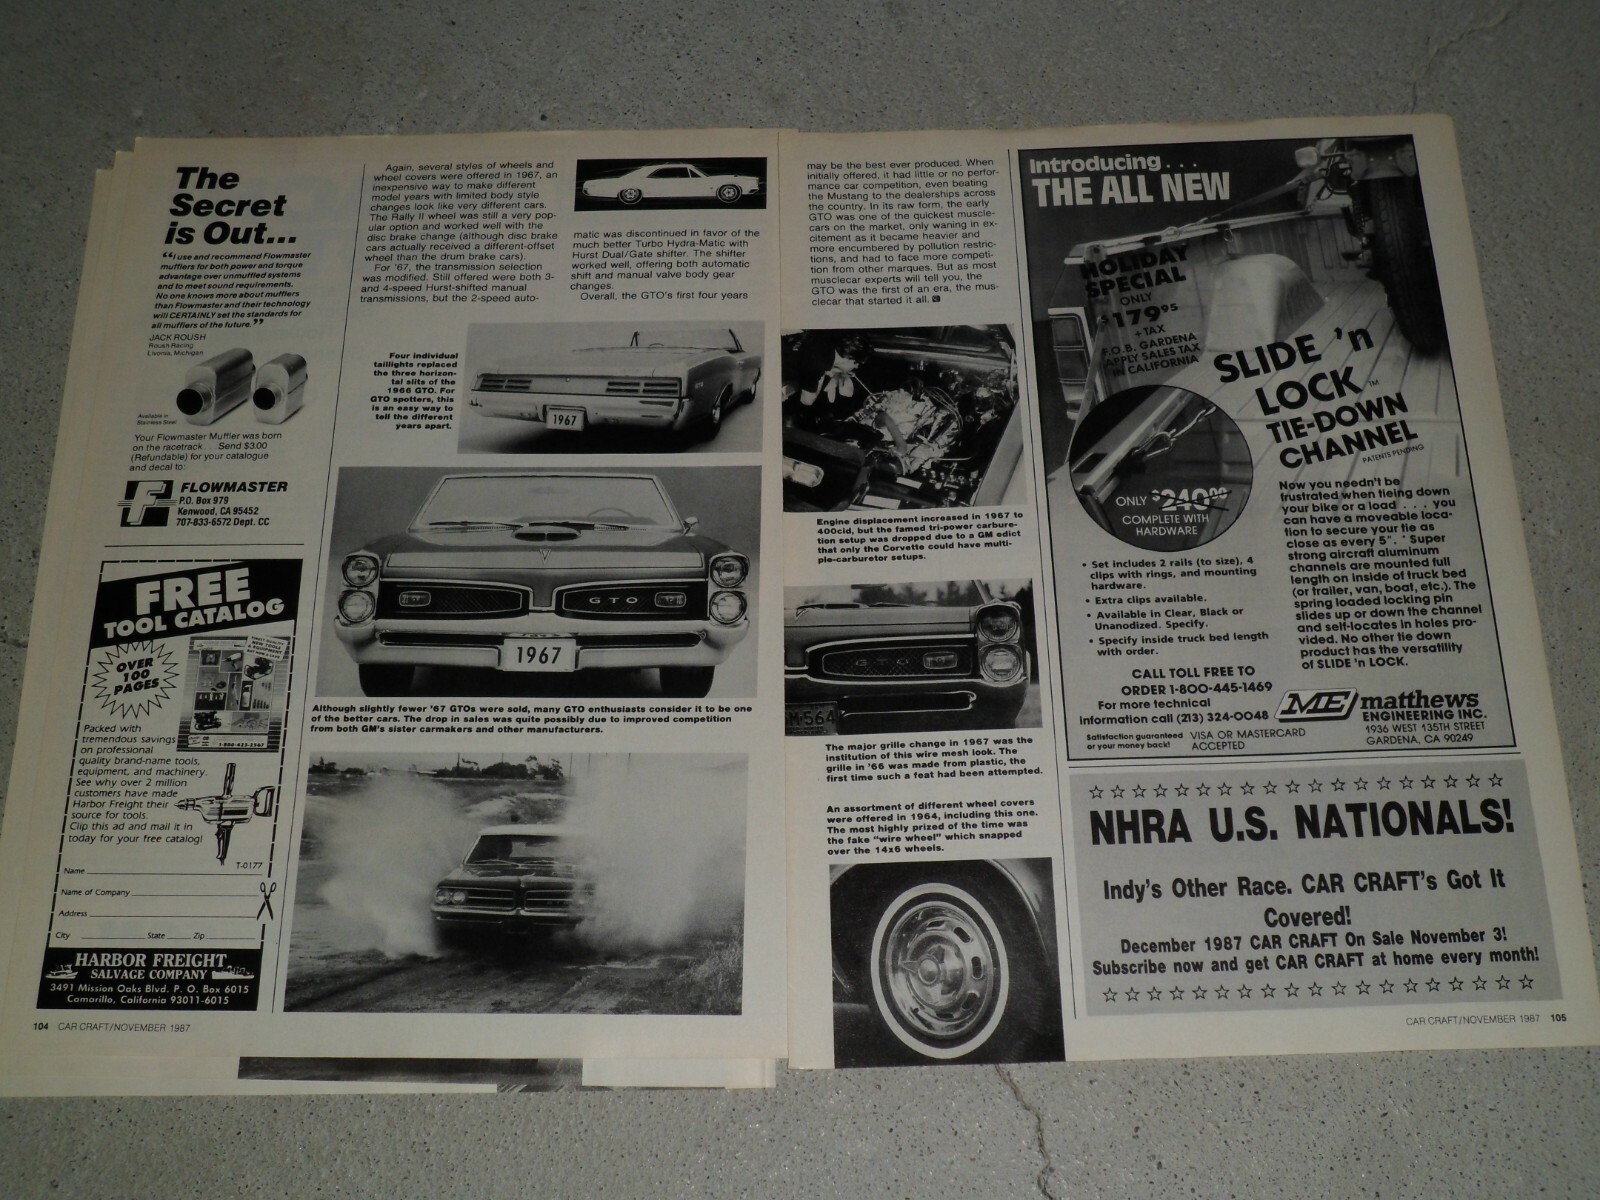 The
Secret
is Out...
"I use and recommend Flowmaster
mufflers for both power and torque
advantage over unmuffled systems
and to meet sound requirements.
No one knows more about mufflers
than Flowmaster and their technology
will CERTAINLY set the standards for
all mufflers of the future."
JACK ROUSH
Roush Racing
Livonia, Michigan
Available in
Stainless Steel
Your Flowmaster Muffler was born
on the racetrack... Send $3.00
(Refundable) for your catalogue
and decal to:
FLOWMASTER
P.O. Box 979
Kenwood, CA 95452
707-833-6572 Dept. CC
FREE
TOOL CATALOG
OVER
100
PAGES
1-800-423-2567
Packed with
tremendous savings
on professional
quality brand-name tools,
equipment, and machinery.
See why over 2 million
customers have made
Harbor Freight their
source for tools.
Clip this ad and mail it in
today for your free catalog!
T-0177
Name
Name of Company
Address
City State Zip
HARBOR FREIGHT
SALVAGE COMPANY
3491 Mission Oaks Blvd. P. O. Box 6015
Camarillo, California 93011-6015
104 CAR CRAFT/NOVEMBER 1987
Again, several styles of wheels and
wheel covers were offered in 1967, an
inexpensive way to make different
model years with limited body style
changes look like very different cars.
The Rally II wheel was still a very pop-
ular option and worked well with the
disc brake change (although disc brake
cars actually received a different-offset
wheel than the drum brake cars).
For '67, the transmission selection
was modified. Still offered were both 3-
and 4-speed Hurst-shifted manual
transmissions, but the 2-speed auto-
matic was discontinued in favor of the
much better Turbo Hydra-Matic with
Hurst Dual/Gate shifter. The shifter
worked well, offering both automatic
shift and manual valve body gear
changes.
Overall, the GTO's first four years
Four individual
taillights replaced
the three horizon-
tal slits of the
1966 GTO. For
GTO spotters, this
is an easy way to
tell the different
years apart.
1967
GTO
1967
Although slightly fewer '67 GTOs were sold, many GTO enthusiasts consider it to be one
of the better cars. The drop in sales was quite possibly due to improved competition
from both GM's sister carmakers and other manufacturers.
may be the best ever produced. When
initially offered, it had little or no perfor-
mance car competition, even beating
the Mustang to the dealerships across
the country. In its raw form, the early
GTO was one of the quickest muscle-
cars on the market, only waning in ex-
citement as it became heavier and
more encumbered by pollution restric-
tions, and had to face more competi-
tion from other marques. But as most
musclecar experts will tell you, the
GTO was the first of an era, the mus-
clecar that started it all.
Engine displacement increased in 1967 to
400cid, but the famed tri-power carbure-
tion setup was dropped due to a GM edict
that only the Corvette could have multi-
ple-carburetor setups.
GTO
M-564
The major grille change in 1967 was the
institution of this wire mesh look. The
grille in '66 was made from plastic, the
first time such a feat had been attempted.
An assortment of different wheel covers
were offered in 1964, including this one.
The most highly prized of the time was
the fake "wire wheel" which snapped
over the 14x6 wheels.
Introducing . . .
THE ALL NEW
HOLIDAY
SPECIAL
ONLY
$179 95
+ TAX
F.O.B. GARDENA
APPLY SALES TAX
IN CALIFORNIA
SLIDE 'n
LOCK ™
TIE-DOWN
CHANNEL
PATENTS PENDING
ONLY $240 00
COMPLETE WITH
HARDWARE
• Set includes 2 rails (to size), 4
clips with rings, and mounting
hardware.
• Extra clips available.
• Available in Clear, Black or
Unanodized. Specify.
• Specify inside truck bed length
with order.
Now you needn't be
frustrated when tieing down
your bike or a load . . . you
can have a moveable loca-
tion to secure your tie as
close as every 5". Super
strong aircraft aluminum
channels are mounted full
length on inside of truck bed
(or trailer, van, boat, etc.). The
spring loaded locking pin
slides up or down the channel
and self-locates in holes pro-
vided. No other tie down
product has the versatility
of SLIDE 'n LOCK.
CALL TOLL FREE TO
ORDER 1-800-445-1469
For more technical
information call (213) 324-0048
Satisfaction guaranteed
or your money back!
VISA OR MASTERCARD
ACCEPTED
ME matthews
ENGINEERING INC.
1936 WEST 135TH STREET
GARDENA, CA 90249
NHRA U.S. NATIONALS!
Indy's Other Race. CAR CRAFT's Got It
Covered!
December 1987 CAR CRAFT On Sale November 3!
Subscribe now and get CAR CRAFT at home every month!
CAR CRAFT/NOVEMBER 1987 105